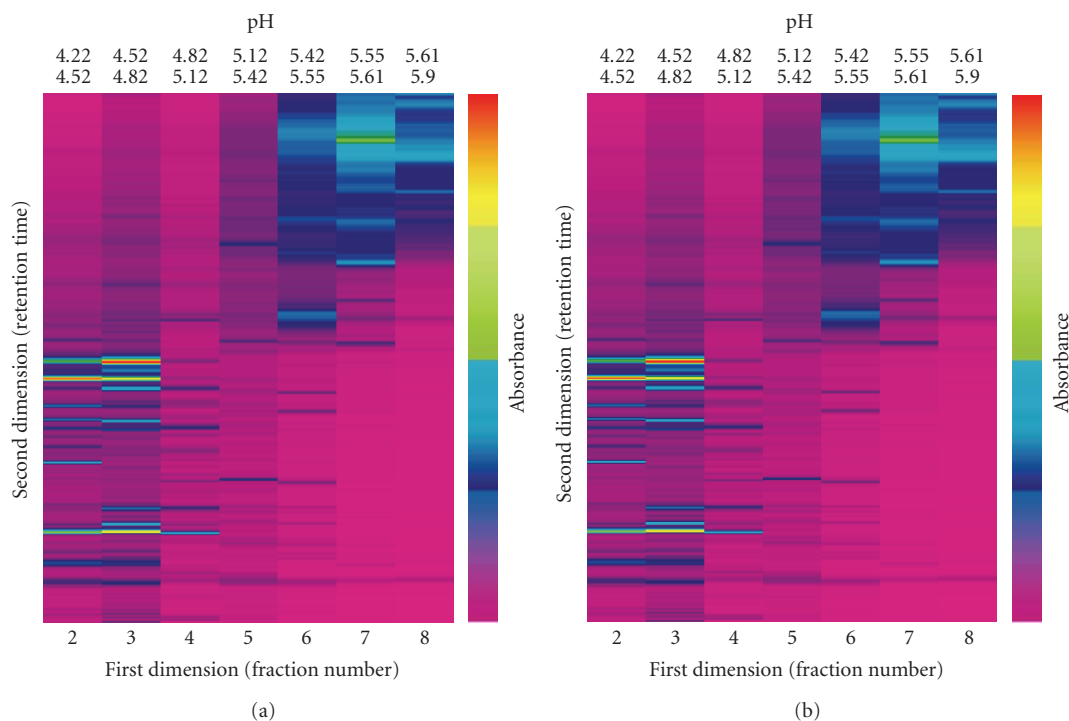 pH
4.22 4.52 4.82 5.12 5.42 5.55 5.61
4.52 4.82 5.12 5.42 5.55 5.61 5.9
Second dimension (retention time)
Absorbance
2 3 4 5 6 7 8
First dimension (fraction number)
(a)
pH
4.22 4.52 4.82 5.12 5.42 5.55 5.61
4.52 4.82 5.12 5.42 5.55 5.61 5.9
Second dimension (retention time)
Absorbance
2 3 4 5 6 7 8
First dimension (fraction number)
(b)